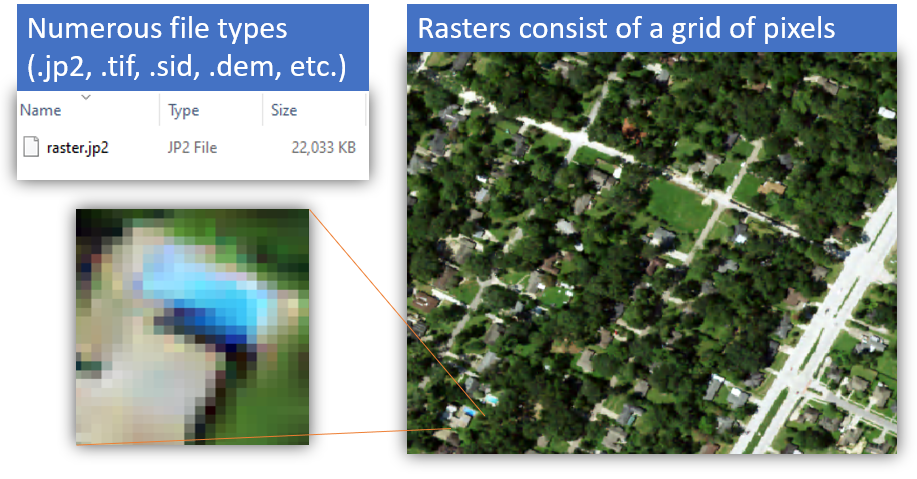 Numerous file types
(.jp2, .tif, .sid, .dem, etc.)
Rasters consist of a grid of pixels
Name Type Size
raster.jp2 JP2 File 22,033 KB